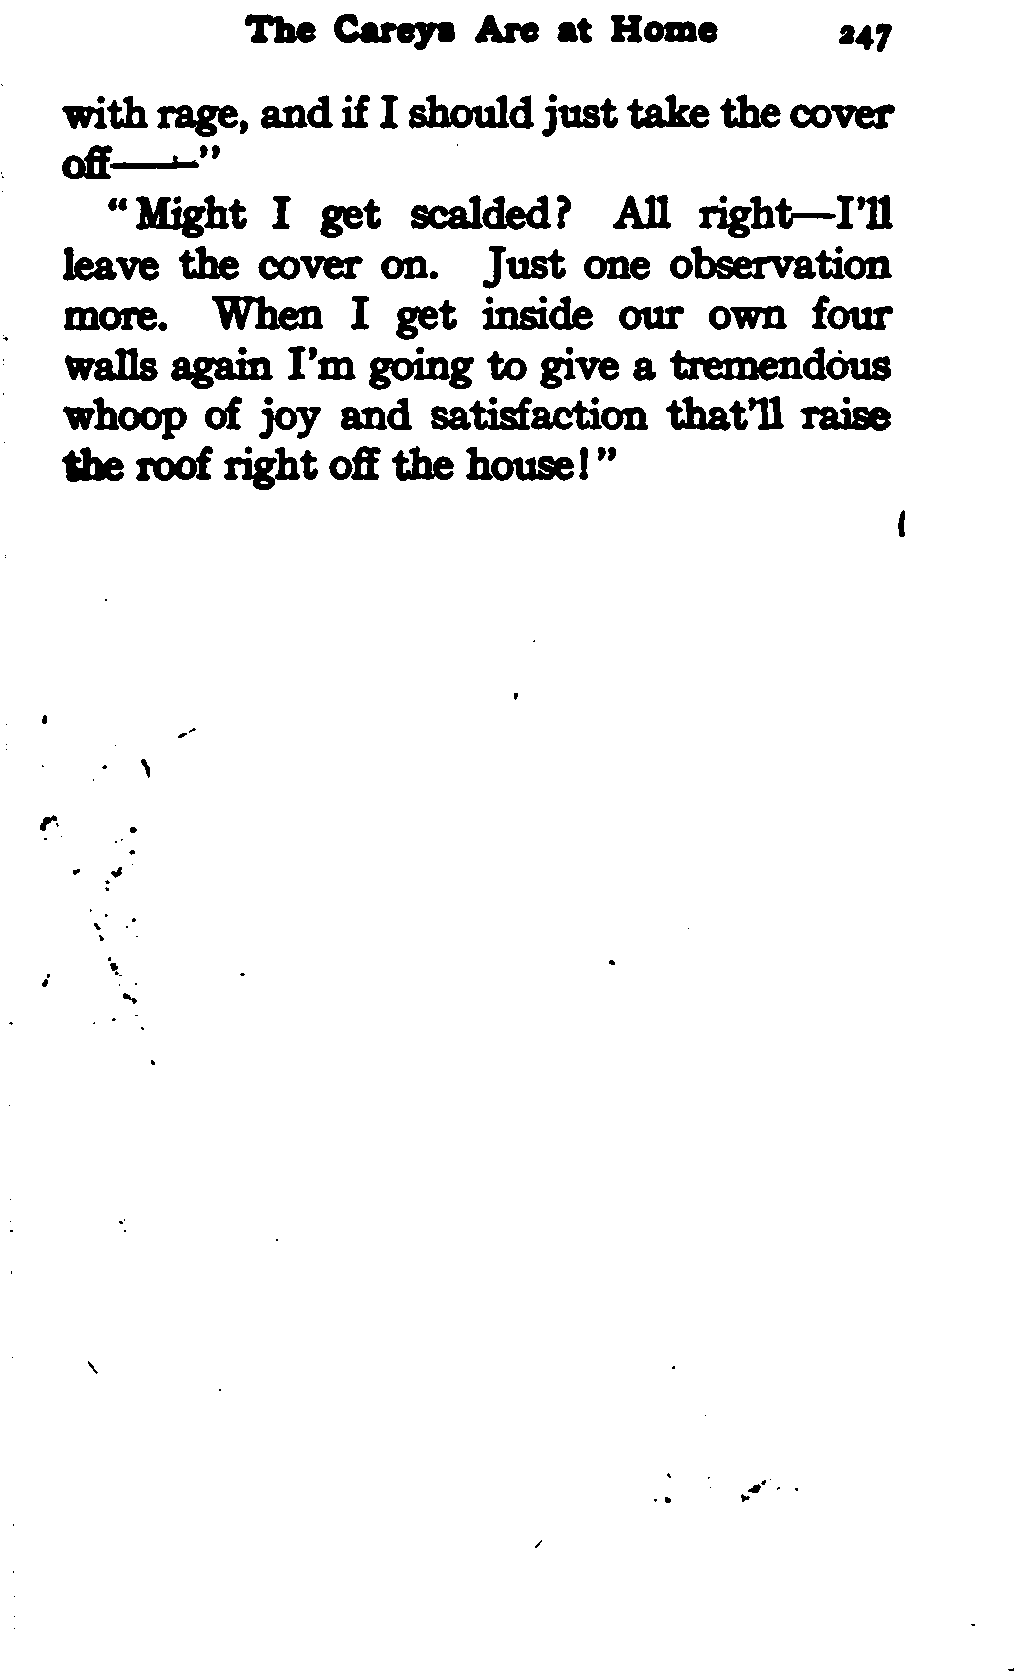 The Careys Are at Home 247
with rage, and if I should just take the cover
off——"
"Might I get scalded? All right—I'll
leave the cover on. Just one observation
more. When I get inside our own four
walls again I'm going to give a tremendous
whoop of joy and satisfaction that'll raise
the roof right off the house!"